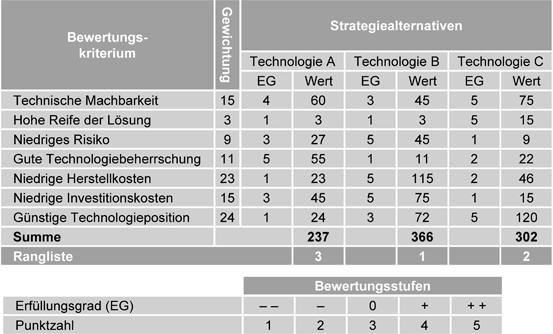 Bewertungs-
kriterium
Gewichtung
Strategiealternativen
Technologie A Technologie B Technologie C
EG Wert EG Wert EG Wert
Technische Machbarkeit 15 4 60 3 45 5 75
Hohe Reife der Lösung 3 1 3 1 3 5 15
Niedriges Risiko 9 3 27 5 45 1 9
Gute Technologiebeherrschung 11 5 55 1 11 2 22
Niedrige Herstellkosten 23 1 23 5 115 2 46
Niedrige Investitionskosten 15 3 45 5 75 1 15
Günstige Technologieposition 24 1 24 3 72 5 120
Summe 237 366 302
Rangliste 3 1 2
Bewertungsstufen
Erfüllungsgrad (EG) – – – 0 + + +
Punktzahl 1 2 3 4 5